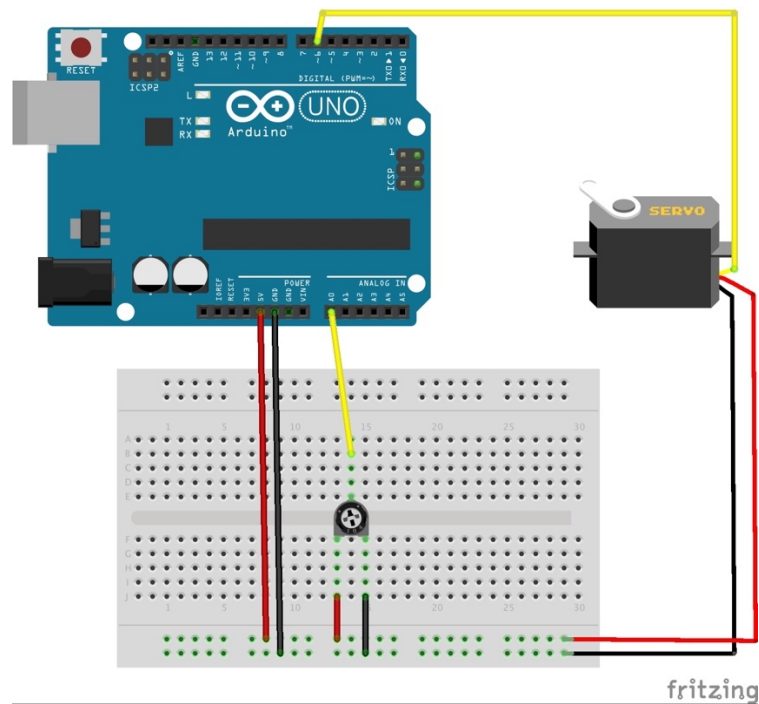 RESET
ICSP2
AREF
GND
13
12
~11
~10
~9
8
7
~6
~5
4
~3
2
TX0▶1
RX0◀0
DIGITAL (PWM=~)
L
TX
RX
Arduino™
UNO
ON
1
ICSP
SERVO
POWER
ANALOG IN
IOREF
RESET
3V3
5V
GND
GND
VIN
A0
A1
A2
A3
A4
A5
1 5 10 15 20 25 30
A
B
C
D
E
F
G
H
I
J
1 5 10 15 20 25 30
fritzing